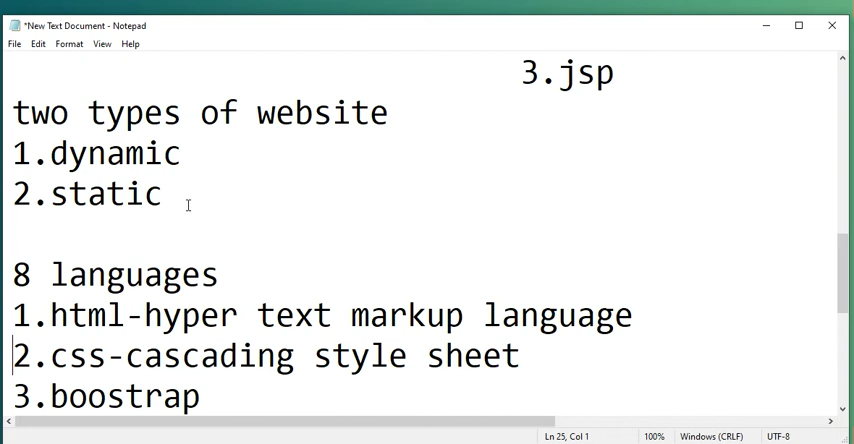 *New Text Document - Notepad
File Edit Format View Help
3.jsp
two types of website
1.dynamic
2.static
8 languages
1.html-hyper text markup language
2.css-cascading style sheet
3.boostrap
Ln 25, Col 1 100% Windows (CRLF) UTF-8